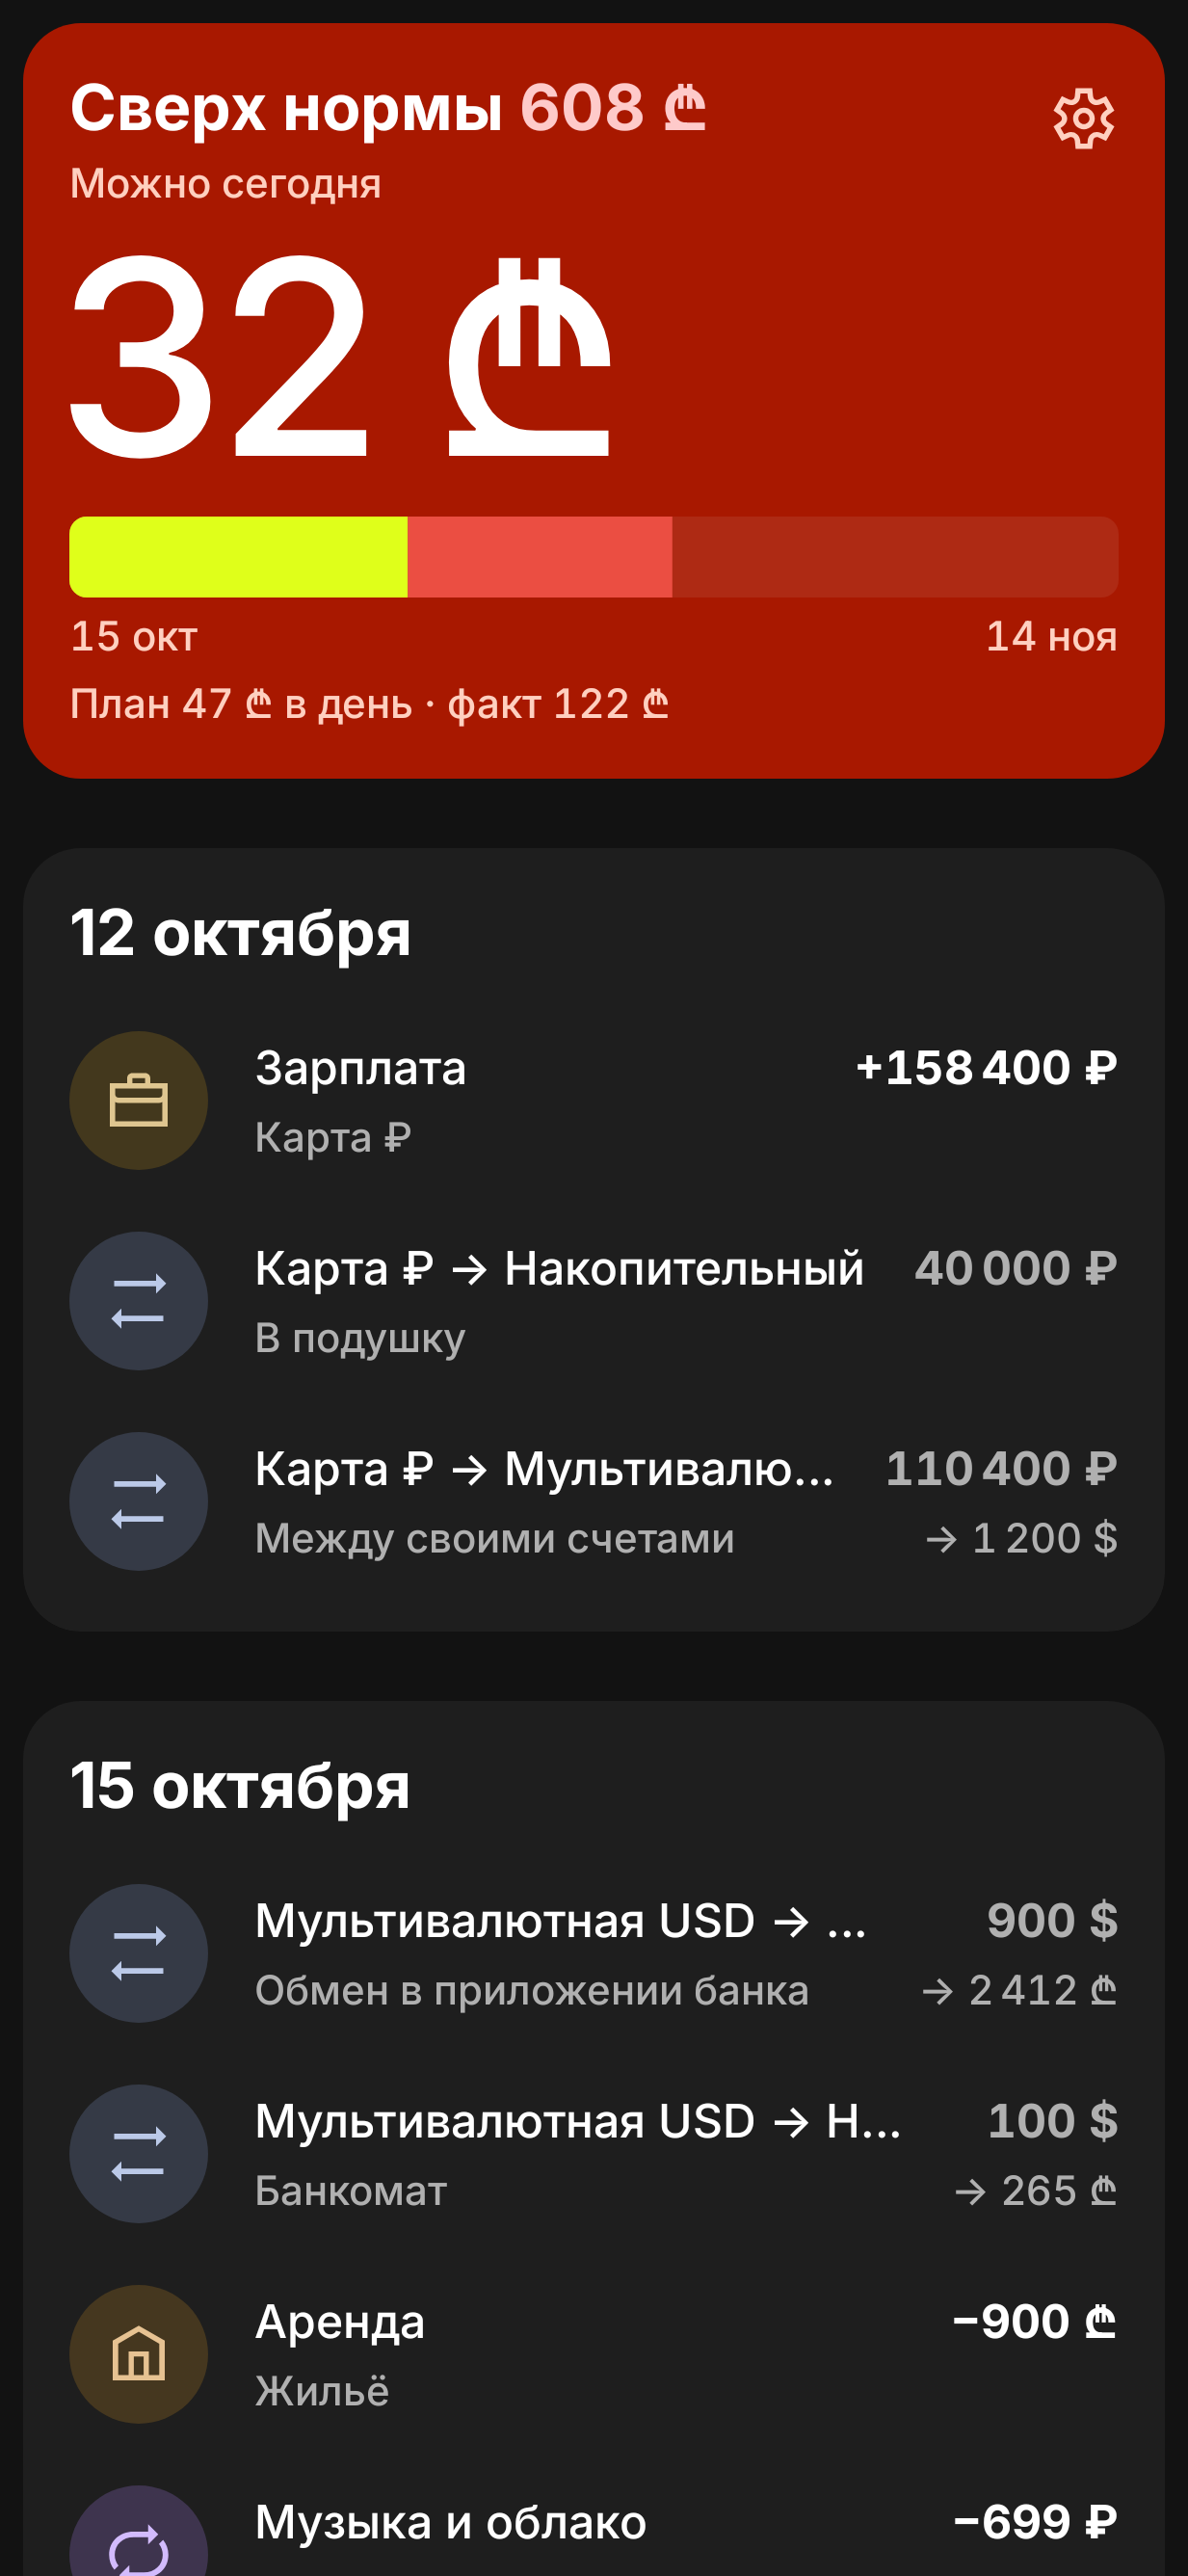 Сверх нормы 608 ₾
Можно сегодня
32 ₾
15 окт 14 ноя
План 47 ₾ в день · факт 122 ₾
12 октября
Зарплата +158 400 ₽
Карта ₽
Карта ₽ → Накопительный 40 000 ₽
В подушку
Карта ₽ → Мультивалю... 110 400 ₽
Между своими счетами → 1 200 $
15 октября
Мультивалютная USD → ... 900 $
Обмен в приложении банка → 2 412 ₾
Мультивалютная USD → Н... 100 $
Банкомат → 265 ₾
Аренда −900 ₾
Жильё
Музыка и облако −699 ₽